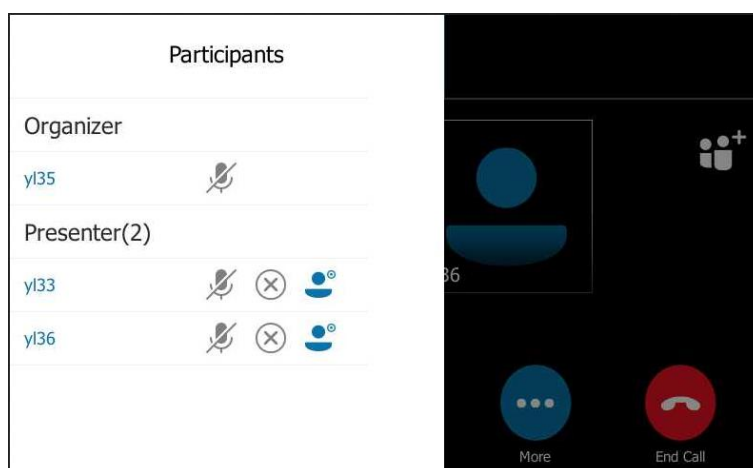 Participants
Organizer
yl35
Presenter(2)
yl33
yl36
36
More
End Call